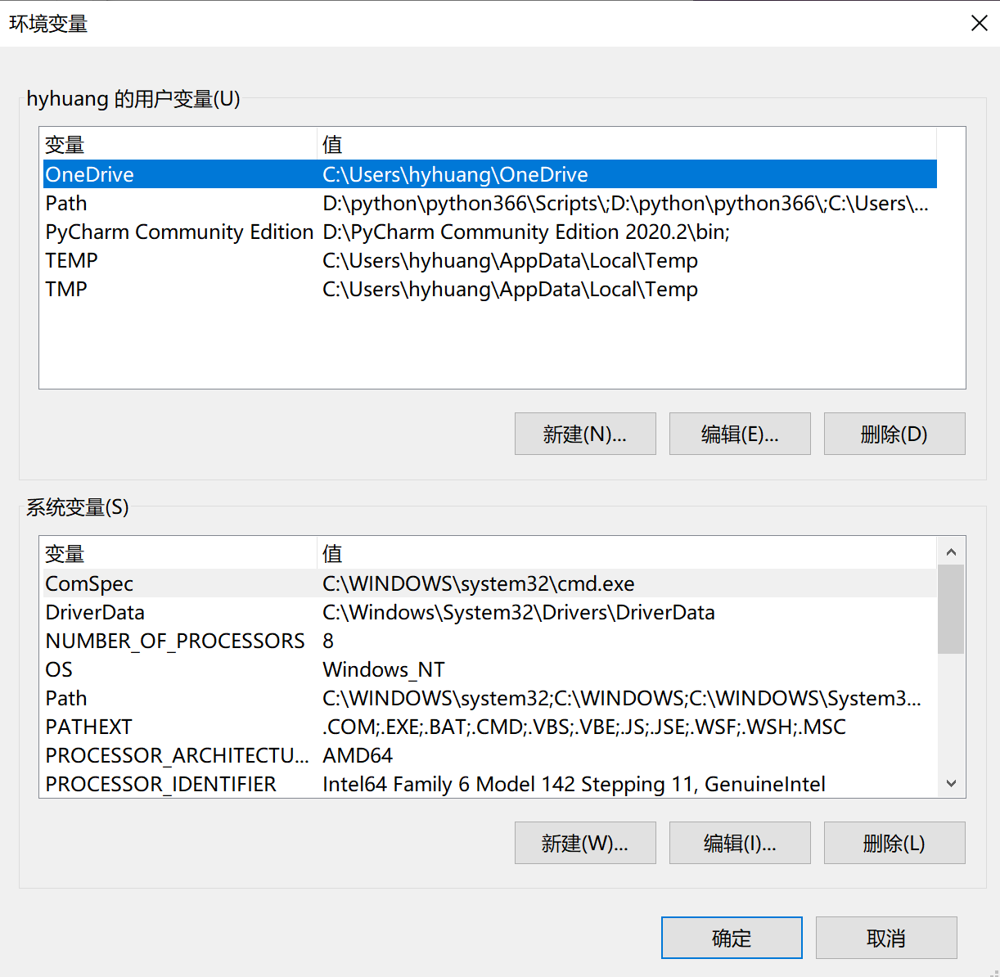 环境变量
hyhuang 的用户变量(U)
变量 值
OneDrive C:\Users\hyhuang\OneDrive
Path D:\python\python366\Scripts\;D:\python\python366\;C:\Users\...
PyCharm Community Edition D:\PyCharm Community Edition 2020.2\bin;
TEMP C:\Users\hyhuang\AppData\Local\Temp
TMP C:\Users\hyhuang\AppData\Local\Temp
新建(N)... 编辑(E)... 删除(D)
系统变量(S)
变量 值
ComSpec C:\WINDOWS\system32\cmd.exe
DriverData C:\Windows\System32\Drivers\DriverData
NUMBER_OF_PROCESSORS 8
OS Windows_NT
Path C:\WINDOWS\system32;C:\WINDOWS;C:\WINDOWS\System3...
PATHEXT .COM;.EXE;.BAT;.CMD;.VBS;.VBE;.JS;.JSE;.WSF;.WSH;.MSC
PROCESSOR_ARCHITECTU... AMD64
PROCESSOR_IDENTIFIER Intel64 Family 6 Model 142 Stepping 11, GenuineIntel
新建(W)... 编辑(I)... 删除(L)
确定 取消